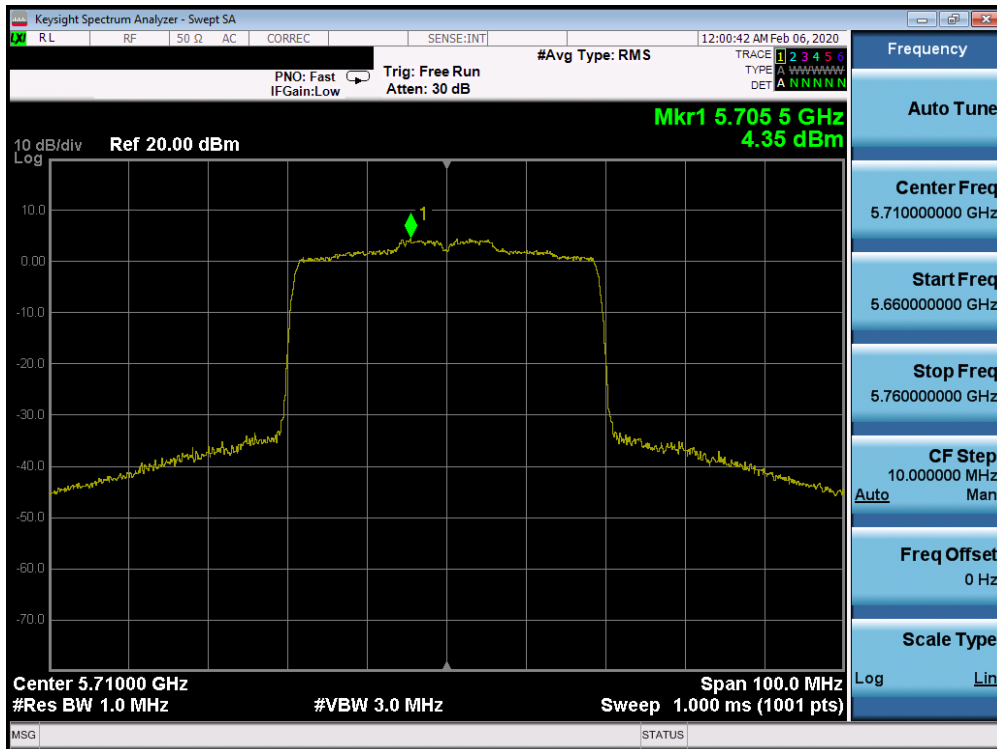 Keysight Spectrum Analyzer - Swept SA
LXI RL RF 50 Ω AC CORREC SENSE:INT 12:00:42 AM Feb 06, 2020
#Avg Type: RMS
TRACE 1 2 3 4 5 6
TYPE A WWWWW
DET A N N N N N
PNO: Fast
IFGain:Low
Trig: Free Run
Atten: 30 dB
Mkr1 5.705 5 GHz
4.35 dBm
10 dB/div
Log
Ref 20.00 dBm
10.0
0.00
-10.0
-20.0
-30.0
-40.0
-50.0
-60.0
-70.0
1
Center 5.71000 GHz
#Res BW 1.0 MHz
#VBW 3.0 MHz
Span 100.0 MHz
Sweep 1.000 ms (1001 pts)
MSG
STATUS
Frequency
Auto Tune
Center Freq
5.710000000 GHz
Start Freq
5.660000000 GHz
Stop Freq
5.760000000 GHz
CF Step
10.000000 MHz
Auto Man
Freq Offset
0 Hz
Scale Type
Log Lin